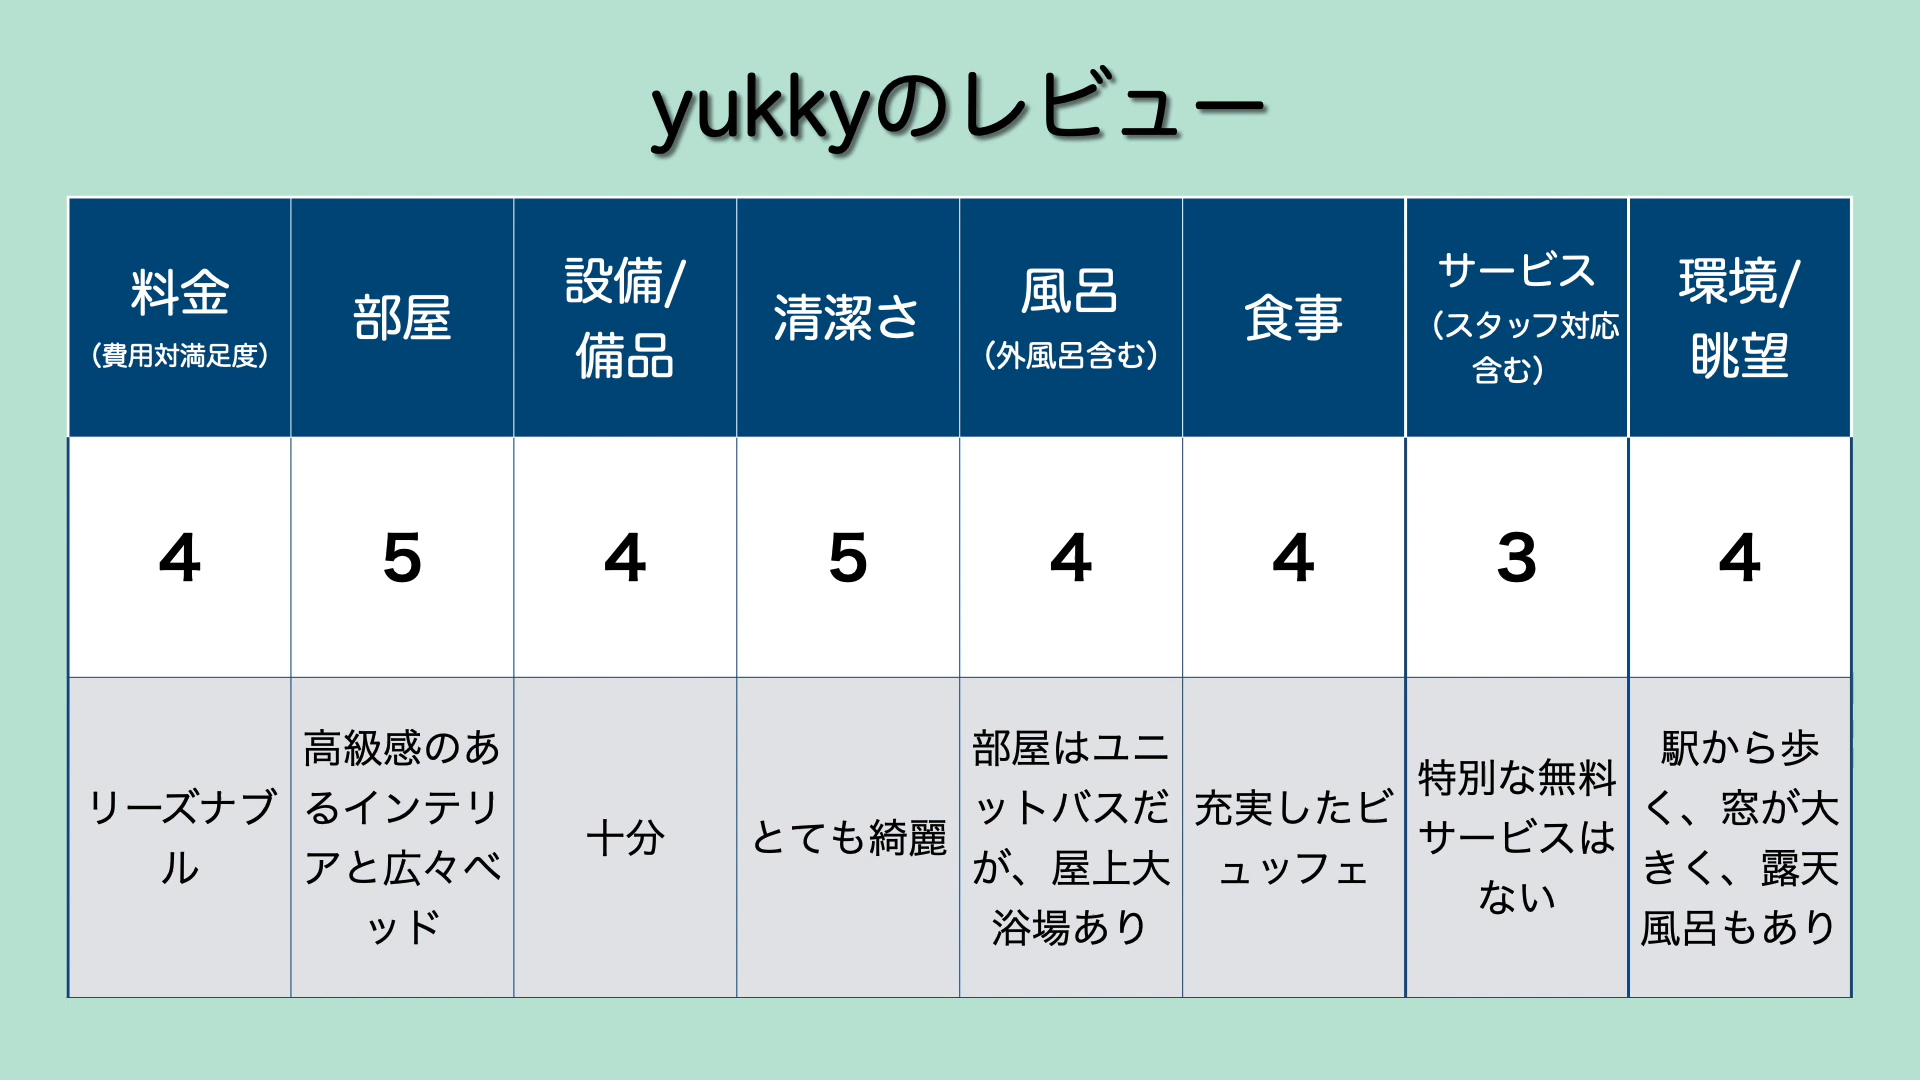 yukkyのレビュー
料金
（費用対満足度）
部屋
設備/
備品
清潔さ
風呂
（外風呂含む）
食事
サービス
（スタッフ対応
含む）
環境/
眺望
4
5
4
5
4
4
3
4
リーズナブ
ル
高級感のあ
るインテリ
アと広々ベ
ッド
十分
とても綺麗
部屋はユニ
ットバスだ
が、屋上大
浴場あり
充実したビ
ュッフェ
特別な無料
サービスは
ない
駅から歩
く、窓が大
きく、露天
風呂もあり